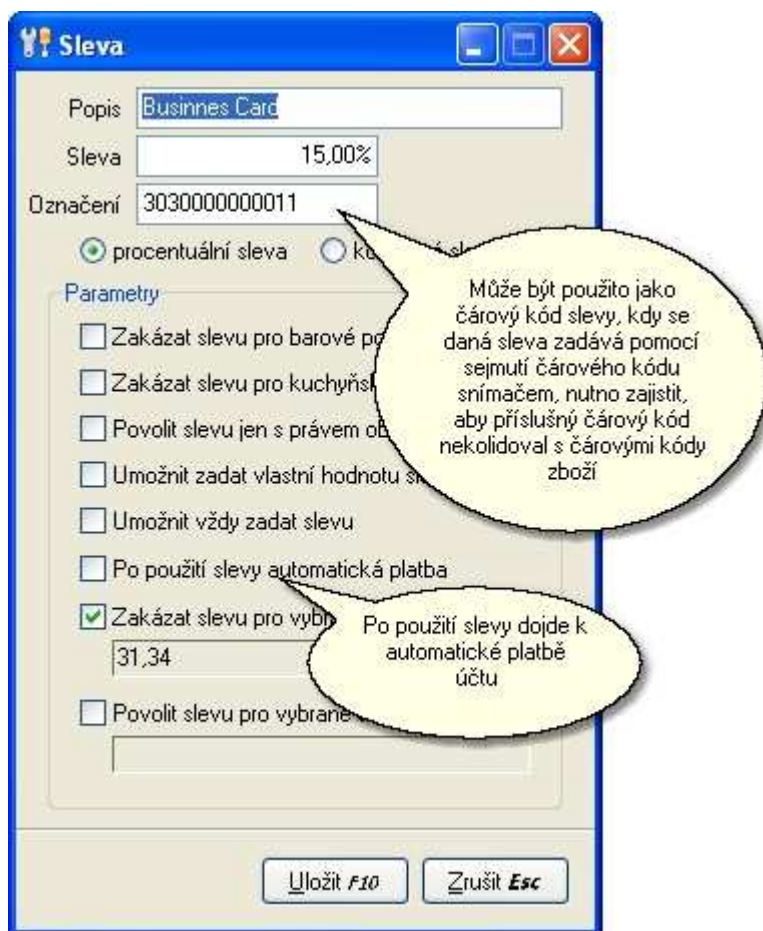 Sleva
Popis Businnes Card
Sleva 15,00%
Označení 3030000000011
procentuální sleva
Parametry
Zakázat slevu pro barové
Zakázat slevu pro
Povolit slevu jen s právem
Umožnit zadat vlastní hodnotu
Umožnit vždy zadat slevu
Po použití slevy automatická platba
Zakázat slevu pro
31,34
Povolit slevu pro vybrané
Může být použito jako
čárový kód slevy, kdy se
daná sleva zadává pomocí
sejmutí čárového kódu
snímačem, nutno zajistit,
aby příslušný čárový kód
nekolidoval s čárovými kódy
zboží
Po použití slevy dojde k
automatické platbě
účtu
Uložit F10
Zrušit Esc